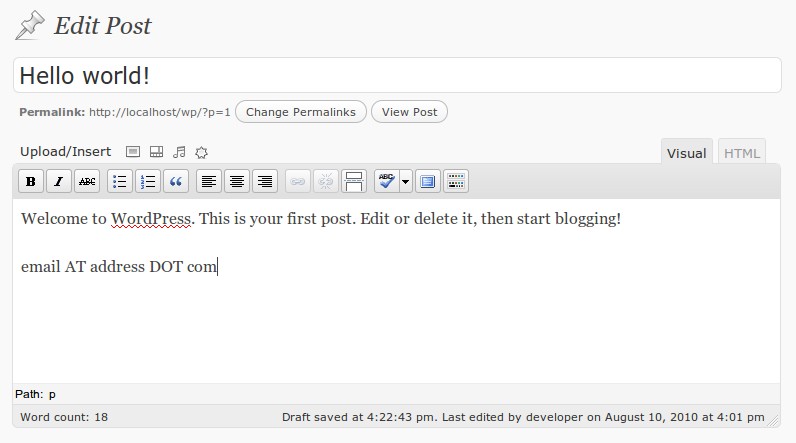 Edit Post
Hello world!
Permalink: http://localhost/wp/?p=1 Change Permalinks View Post
Upload/Insert Visual HTML
B I ABC “ ABC
Welcome to WordPress. This is your first post. Edit or delete it, then start blogging!
email AT address DOT com
Path: p
Word count: 18 Draft saved at 4:22:43 pm. Last edited by developer on August 10, 2010 at 4:01 pm